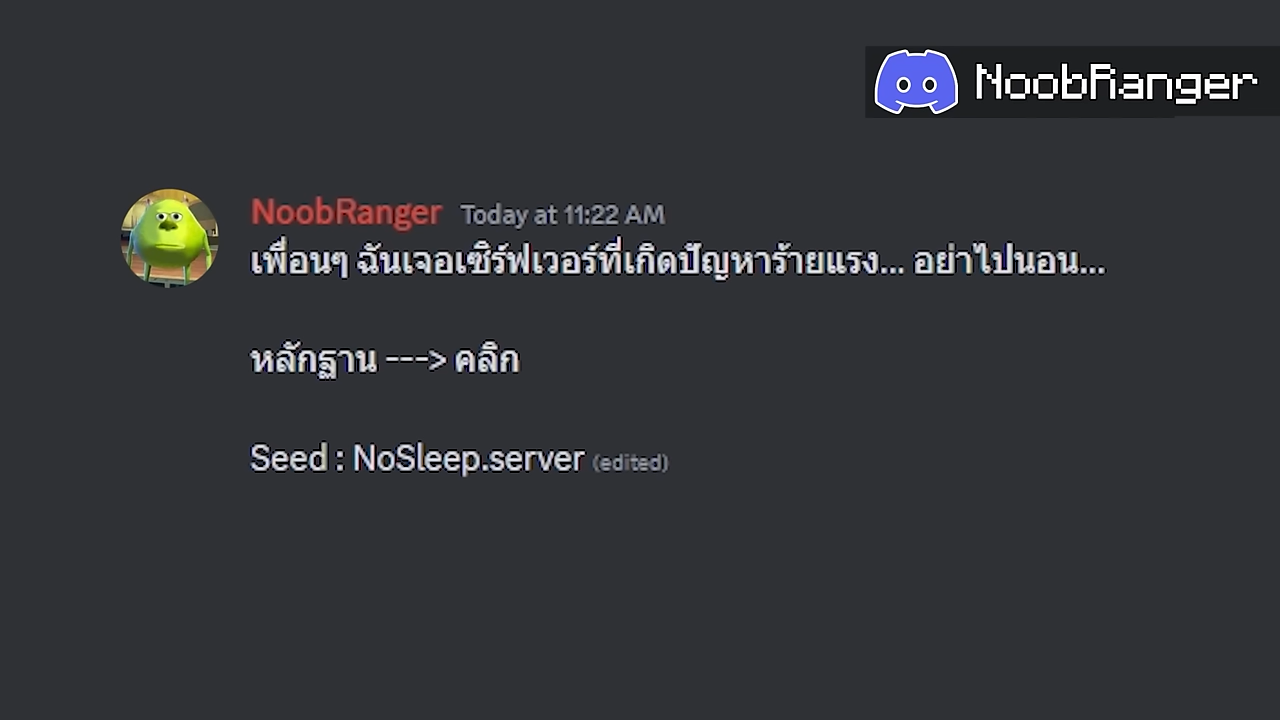 NoobRanger
NoobRanger Today at 11:22 AM
เพื่อนๆ ฉันเจอเซิร์ฟเวอร์ที่เกิดปัญหาร้ายแรง... อย่าไปนอน...
หลักฐาน ---> คลิก
Seed : NoSleep.server (edited)